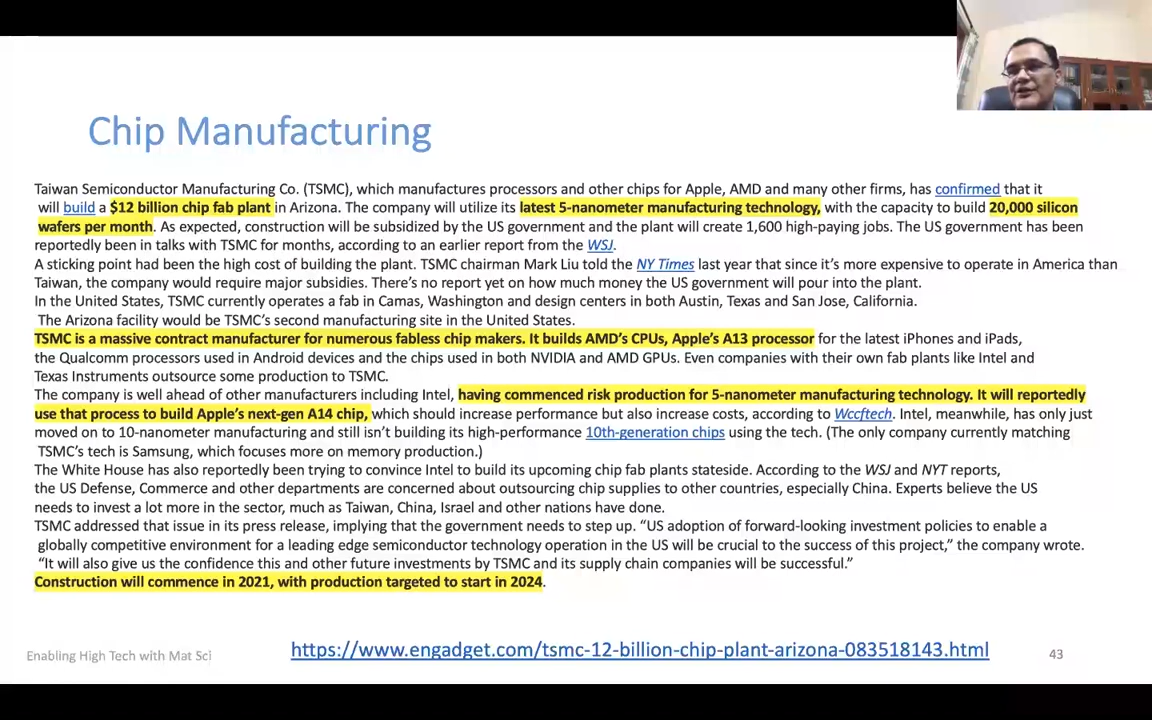 Chip Manufacturing
Taiwan Semiconductor Manufacturing Co. (TSMC), which manufactures processors and other chips for Apple, AMD and many other firms, has confirmed that it
will build a $12 billion chip fab plant in Arizona. The company will utilize its latest 5-nanometer manufacturing technology, with the capacity to build 20,000 silicon
wafers per month. As expected, construction will be subsidized by the US government and the plant will create 1,600 high-paying jobs. The US government has been
reportedly been in talks with TSMC for months, according to an earlier report from the WSJ.
A sticking point had been the high cost of building the plant. TSMC chairman Mark Liu told the NY Times last year that since it's more expensive to operate in America than
Taiwan, the company would require major subsidies. There's no report yet on how much money the US government will pour into the plant.
In the United States, TSMC currently operates a fab in Camas, Washington and design centers in both Austin, Texas and San Jose, California.
The Arizona facility would be TSMC's second manufacturing site in the United States.
TSMC is a massive contract manufacturer for numerous fabless chip makers. It builds AMD's CPUs, Apple's A13 processor for the latest iPhones and iPads,
the Qualcomm processors used in Android devices and the chips used in both NVIDIA and AMD GPUs. Even companies with their own fab plants like Intel and
Texas Instruments outsource some production to TSMC.
The company is well ahead of other manufacturers including Intel, having commenced risk production for 5-nanometer manufacturing technology. It will reportedly
use that process to build Apple's next-gen A14 chip, which should increase performance but also increase costs, according to Wccftech. Intel, meanwhile, has only just
moved on to 10-nanometer manufacturing and still isn't building its high-performance 10th-generation chips using the tech. (The only company currently matching
TSMC's tech is Samsung, which focuses more on memory production.)
The White House has also reportedly been trying to convince Intel to build its upcoming chip fab plants stateside. According to the WSJ and NYT reports,
the US Defense, Commerce and other departments are concerned about outsourcing chip supplies to other countries, especially China. Experts believe the US
needs to invest a lot more in the sector, much as Taiwan, China, Israel and other nations have done.
TSMC addressed that issue in its press release, implying that the government needs to step up. "US adoption of forward-looking investment policies to enable a
globally competitive environment for a leading edge semiconductor technology operation in the US will be crucial to the success of this project," the company wrote.
"It will also give us the confidence this and other future investments by TSMC and its supply chain companies will be successful."
Construction will commence in 2021, with production targeted to start in 2024.
https://www.engadget.com/tsmc-12-billion-chip-plant-arizona-083518143.html
Enabling High Tech with Mat Sci
43